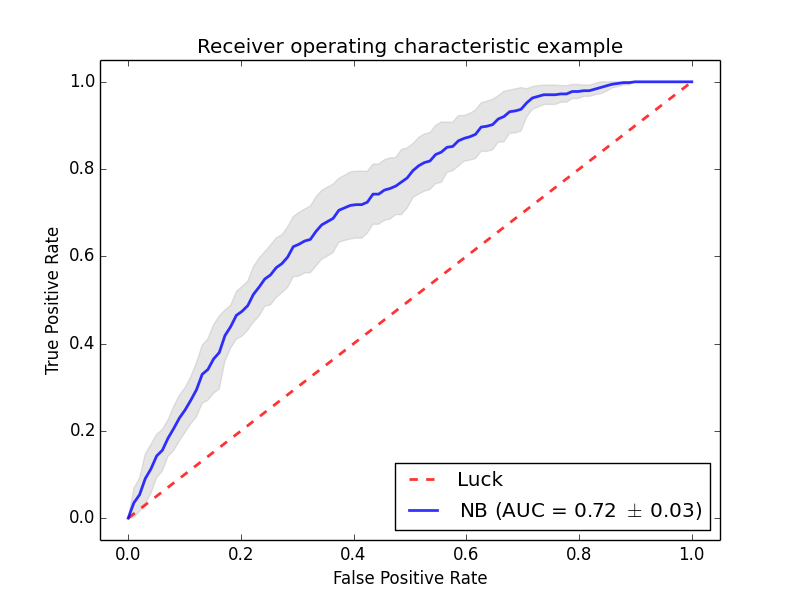 Receiver operating characteristic example
1.0
0.8
0.6
0.4
0.2
0.0
True Positive Rate
Luck
NB (AUC = 0.72 ± 0.03)
0.0 0.2 0.4 0.6 0.8 1.0
False Positive Rate